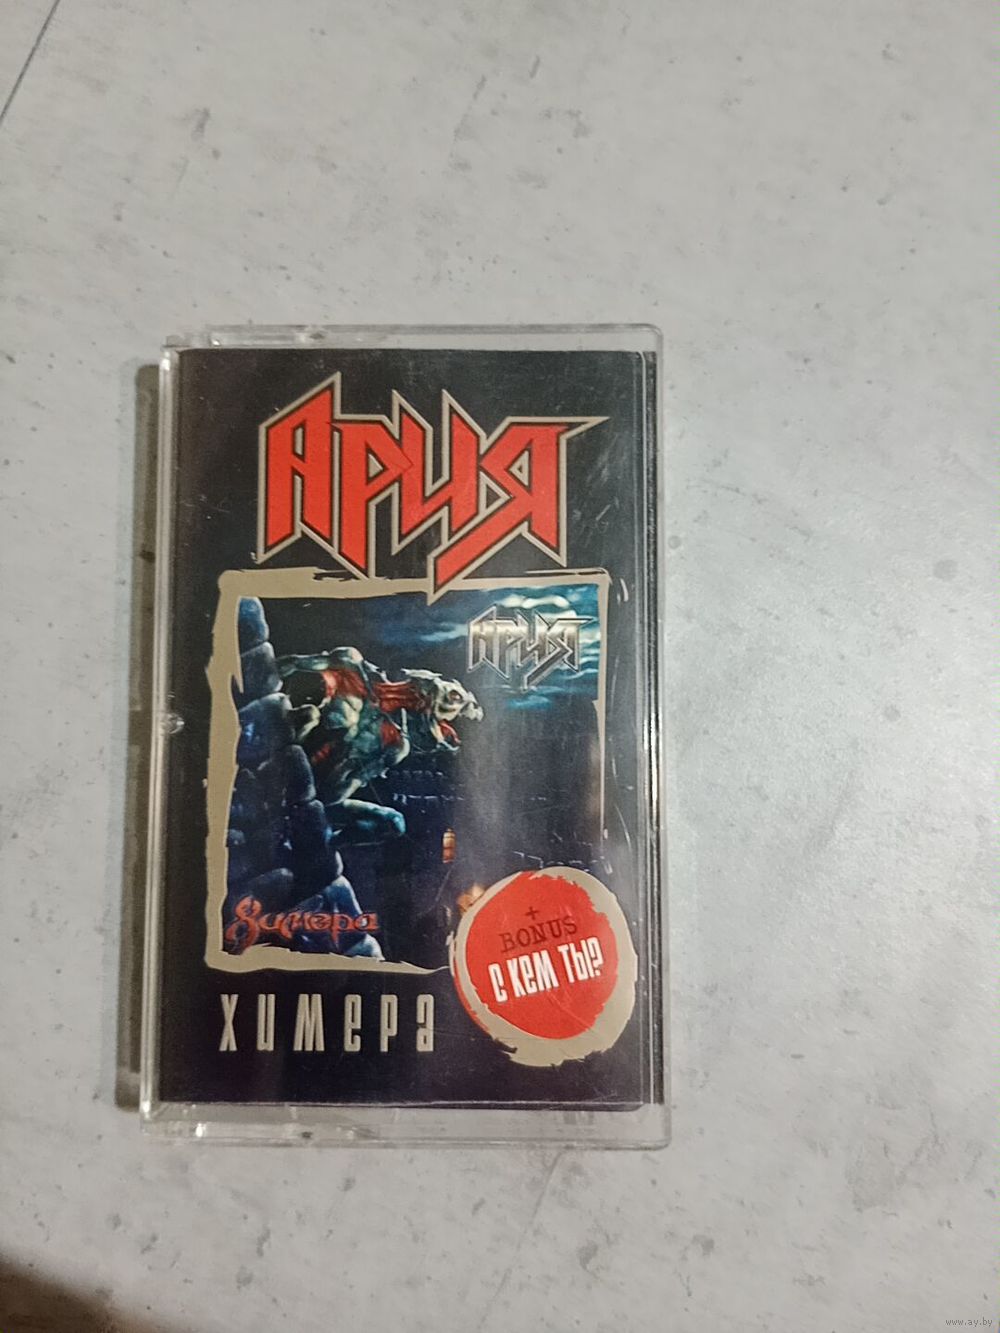 АРИЯ
АРИЯ
Химера
+
BONUS
С КЕМ ТЫ?
ХИМЕРА
www.ay.by